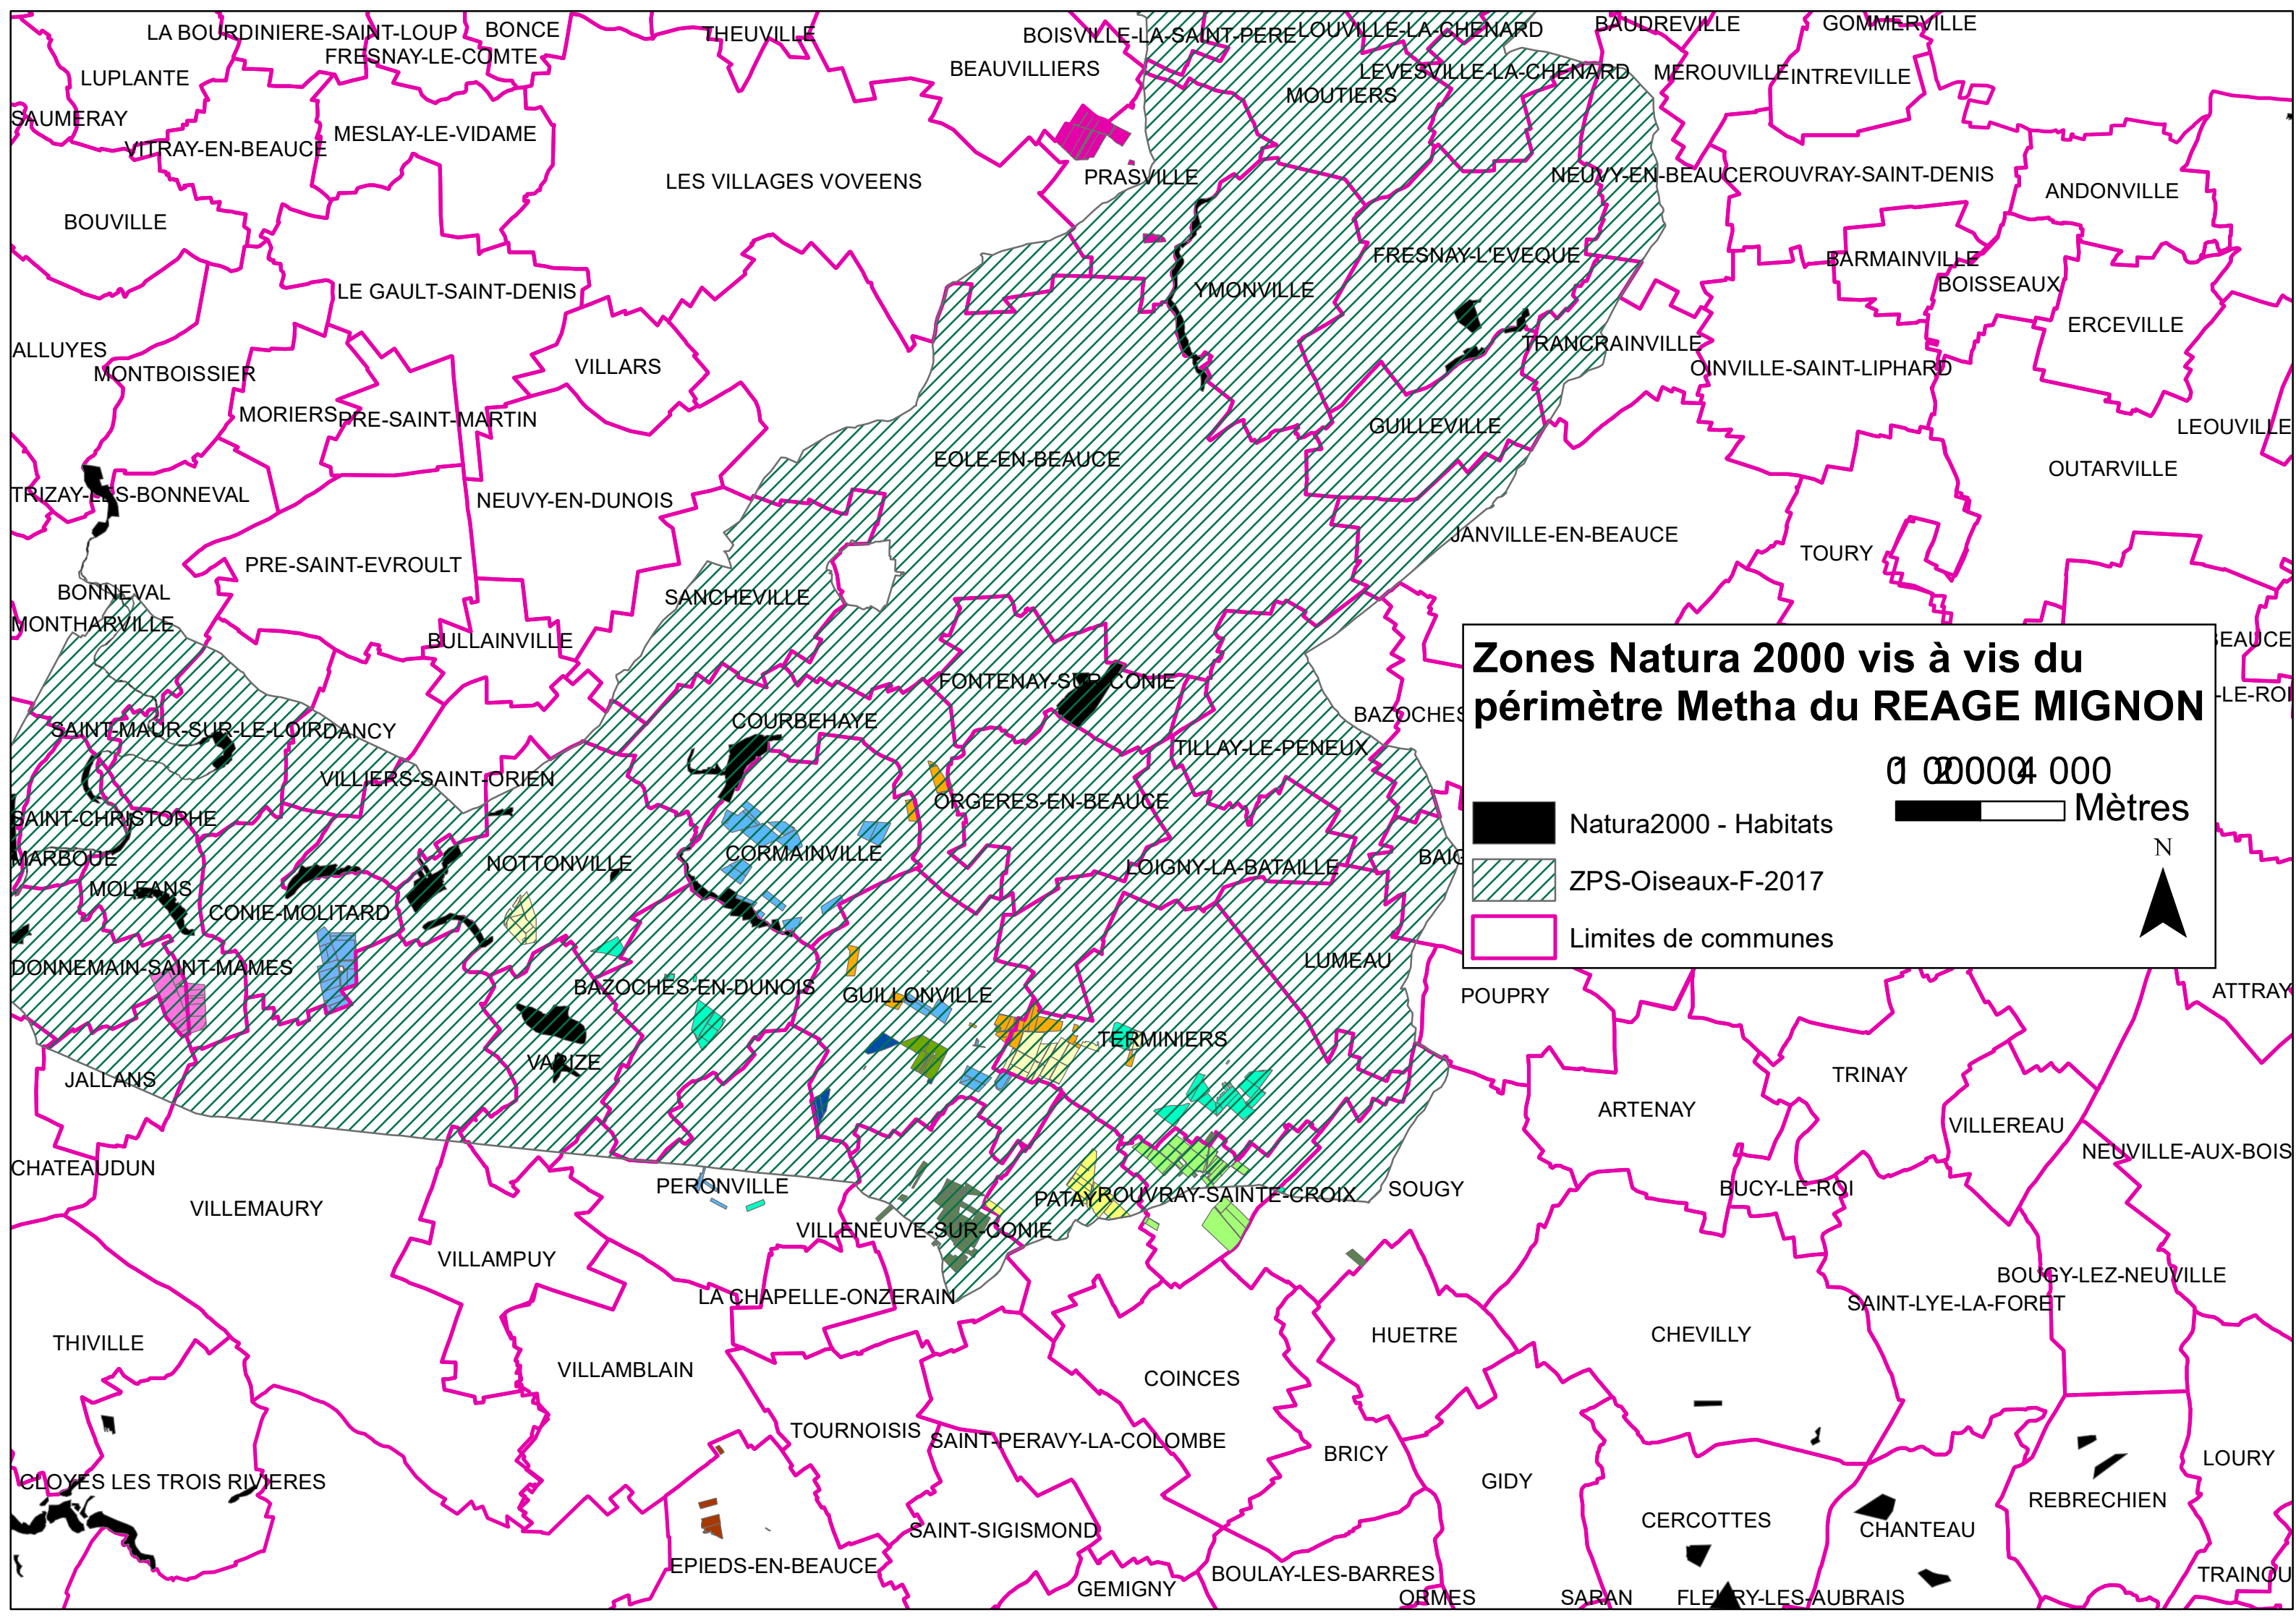 LA BOURDINIERE-SAINT-LOUP
BONCE
THEUVILLE
BOISVILLE-LA-SAINT-PERE
LOUVILLE-LA-CHENARD
BAUDREVILLE
GOMMERVILLE
FRESNAY-LE-COMTE
LUPLANTE
BEAUVILLIERS
LEVESVILLE-LA-CHENARD
MEROUVILLE
INTREVILLE
MOUTIERS
SAUMERAY
VITRAY-EN-BEAUCE
MESLAY-LE-VIDAME
LES VILLAGES VOVEENS
PRASVILLE
NEUVY-EN-BEAUCE
ROUVRAY-SAINT-DENIS
ANDONVILLE
BOUVILLE
FRESNAY-L'EVEQUE
BARMAINVILLE
BOISSEAUX
LE GAULT-SAINT-DENIS
YMONVILLE
ERCEVILLE
ALLUYES
MONTBOISSIER
VILLARS
TRANCRAINVILLE
OINVILLE-SAINT-LIPHARD
MORIERS
PRE-SAINT-MARTIN
GUILLEVILLE
LEOUVILLE
EOLE-EN-BEAUCE
OUTARVILLE
TRIZAY-LES-BONNEVAL
NEUVY-EN-DUNOIS
JANVILLE-EN-BEAUCE
TOURY
PRE-SAINT-EVROULT
BONNEVAL
SANCHEVILLE
MONTHARVILLE
BULLAINVILLE
BEAUCE
Zones Natura 2000 vis à vis du
périmètre Metha du REAGE MIGNON
-LE-ROI
FONTENAY-SUR-CONIE
BAZOCHES
COURBEHAYE
SAINT-MAUR-SUR-LE-LOIR
DANCY
TILLAY-LE-PENEUX
VILLIERS-SAINT-ORIEN
ORGERES-EN-BEAUCE
Mètres
N
SAINT-CHRISTOPHE
Natura2000 - Habitats
MARBOUE
NOTTONVILLE
CORMAINVILLE
LOIGNY-LA-BATAILLE
BAIG
ZPS-Oiseaux-F-2017
MOLEANS
CONIE-MOLITARD
Limites de communes
DONNEMAIN-SAINT-MAMES
LUMEAU
BAZOCHES-EN-DUNOIS
GUILLONVILLE
POUPRY
ATTRAY
TERMINIERS
VARIZE
JALLANS
TRINAY
ARTENAY
VILLEREAU
NEUVILLE-AUX-BOIS
CHATEAUDUN
PERONVILLE
PATAY
ROUVRAY-SAINTE-CROIX
SOUGY
BUCY-LE-ROI
VILLEMAURY
VILLENEUVE-SUR-CONIE
VILLAMPUY
BOUGY-LEZ-NEUVILLE
LA CHAPELLE-ONZERAIN
SAINT-LYE-LA-FORET
THIVILLE
HUETRE
CHEVILLY
VILLAMBLAIN
COINCES
TOURNOISIS
SAINT-PERAVY-LA-COLOMBE
BRICY
LOURY
CLOYES LES TROIS RIVIERES
GIDY
REBRECHIEN
SAINT-SIGISMOND
CERCOTTES
CHANTEAU
EPIEDS-EN-BEAUCE
BOULAY-LES-BARRES
TRAINOU
GEMIGNY
ORMES
SARAN
FLEURY-LES-AUBRAIS